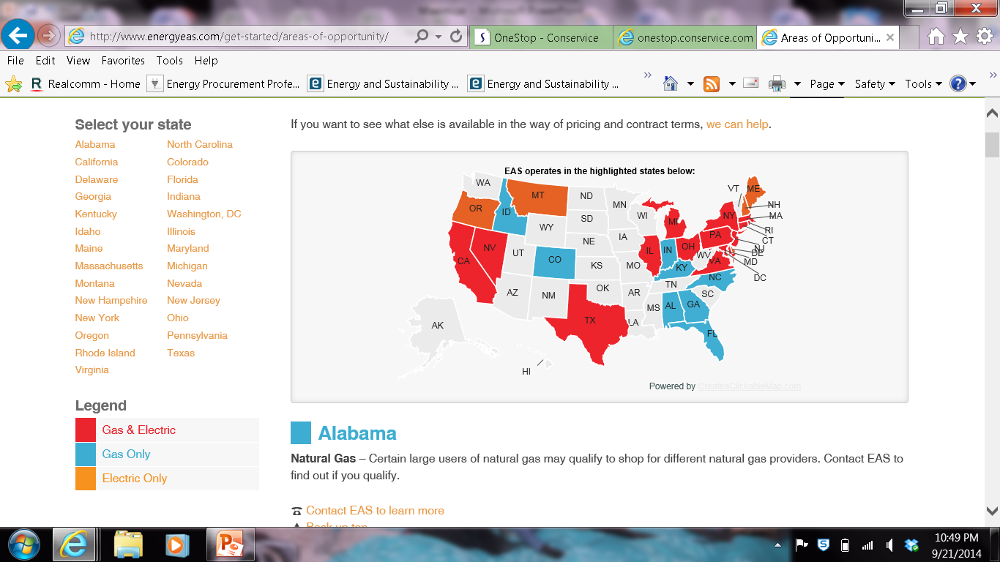 http://www.energyeas.com/get-started/areas-of-opportunity/
OneStop - Conservice
onestop.conservice.com
Areas of Opportuni...
File Edit View Favorites Tools Help
Realcomm - Home
Energy Procurement Profe...
Energy and Sustainability ...
Energy and Sustainability ...
Page
Safety
Tools
Select your state
Alabama North Carolina
California Colorado
Delaware Florida
Georgia Indiana
Kentucky Washington, DC
Idaho Illinois
Maine Maryland
Massachusetts Michigan
Montana Nevada
New Hampshire New Jersey
New York Ohio
Oregon Pennsylvania
Rhode Island Texas
Virginia
Legend
Gas & Electric
Gas Only
Electric Only
If you want to see what else is available in the way of pricing and contract terms, we can help.
EAS operates in the highlighted states below:
WA
MT
ND
MN
VT
ME
OR
ID
SD
WI
MI
NY
NH
MA
RI
CT
WY
IA
PA
NJ
DE
NV
UT
NE
IL
IN
OH
WV
VA
MD
DC
CA
CO
KS
MO
KY
NC
TN
AZ
NM
OK
AR
SC
MS
AL
GA
TX
LA
FL
AK
HI
Powered by CreateaClickableMap.com
Alabama
Natural Gas – Certain large users of natural gas may qualify to shop for different natural gas providers. Contact EAS to
find out if you qualify.
Contact EAS to learn more
Back up top
10:49 PM
9/21/2014